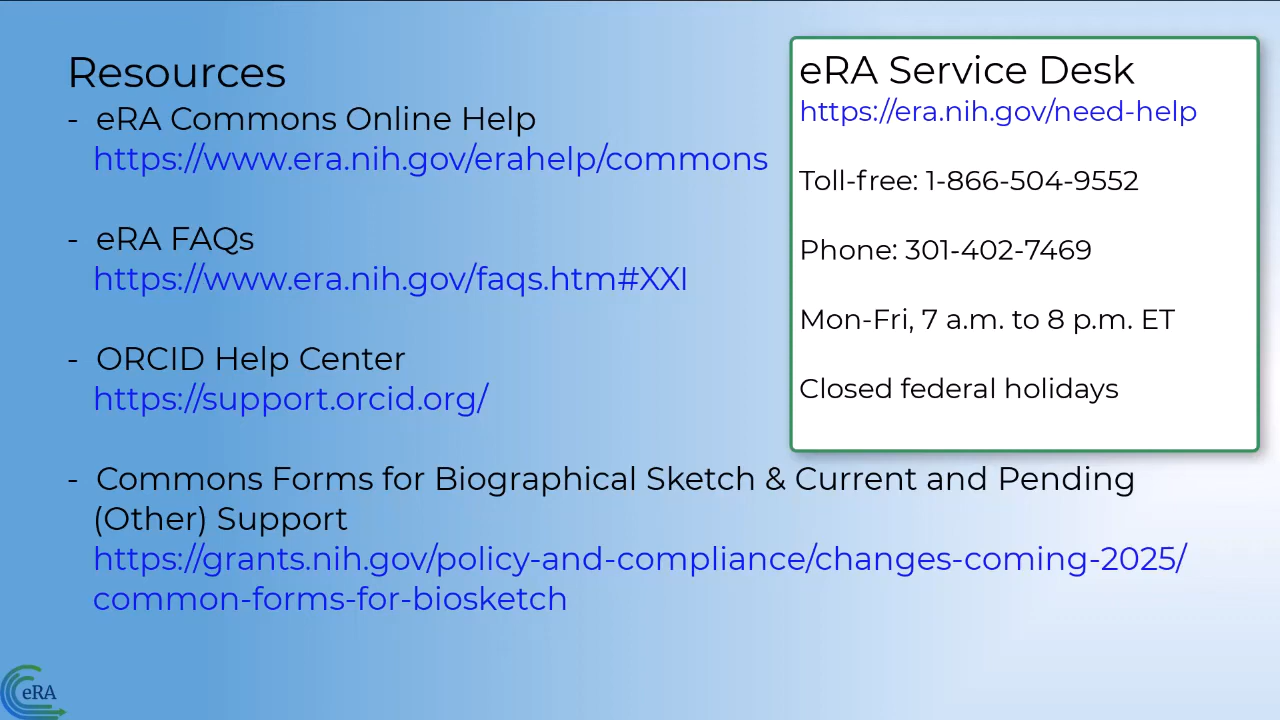 Resources
- eRA Commons Online Help
https://www.era.nih.gov/erahelp/commons
- eRA FAQs
https://www.era.nih.gov/faqs.htm#XXI
- ORCID Help Center
https://support.orcid.org/
- Commons Forms for Biographical Sketch & Current and Pending
(Other) Support
https://grants.nih.gov/policy-and-compliance/changes-coming-2025/
common-forms-for-biosketch
eRA Service Desk
https://era.nih.gov/need-help
Toll-free: 1-866-504-9552
Phone: 301-402-7469
Mon-Fri, 7 a.m. to 8 p.m. ET
Closed federal holidays
eRA